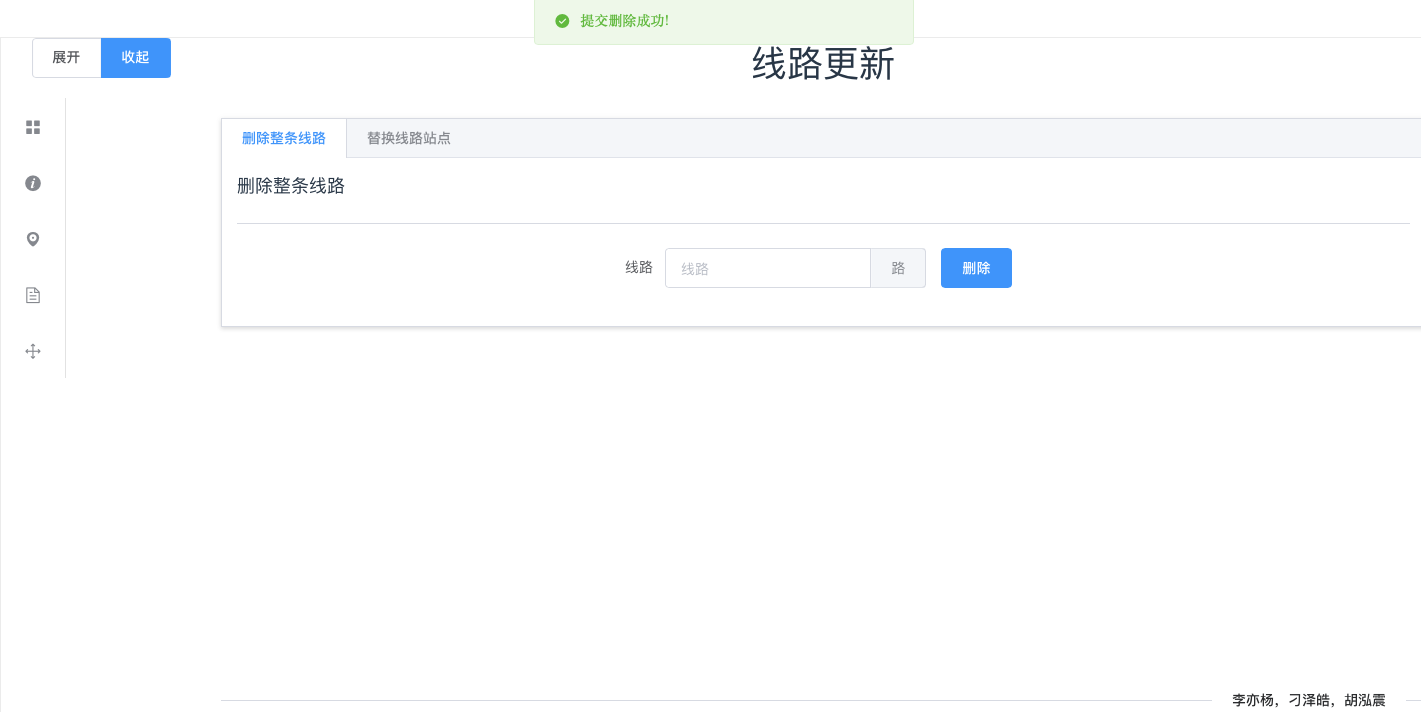 提交删除成功!
展开 收起
线路更新
删除整条线路 替换线路站点
删除整条线路
线路 线路 路 删除
李亦杨，刁泽皓，胡泓震